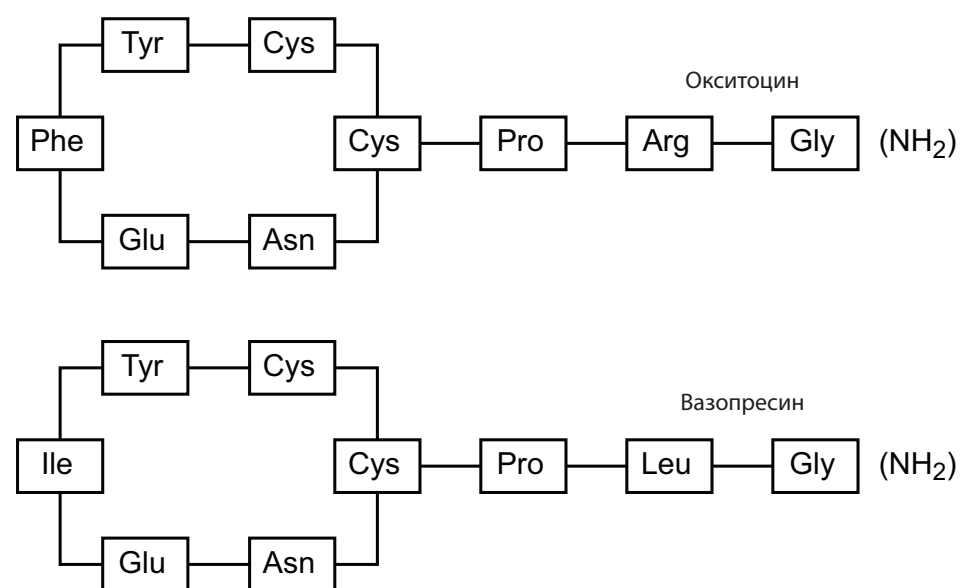 Tyr Cys
Окситоцин
Phe Cys Pro Arg Gly (NH2)
Glu Asn
Tyr Cys
Вазопресин
Ile Cys Pro Leu Gly (NH2)
Glu Asn